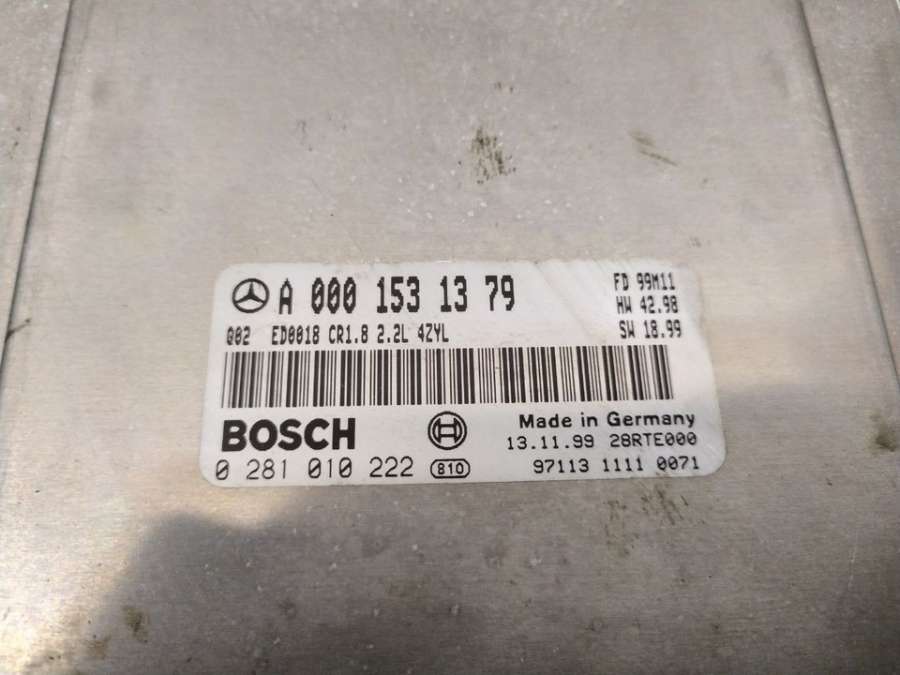 A 000 153 13 79
FD 99M11
HW 42.98
Q02 ED0018 CR1.8 2.2L 4ZYL
SW 18.99
BOSCH
Made in Germany
13.11.99 28RTE000
0 281 010 222 810
97113 1111 0071